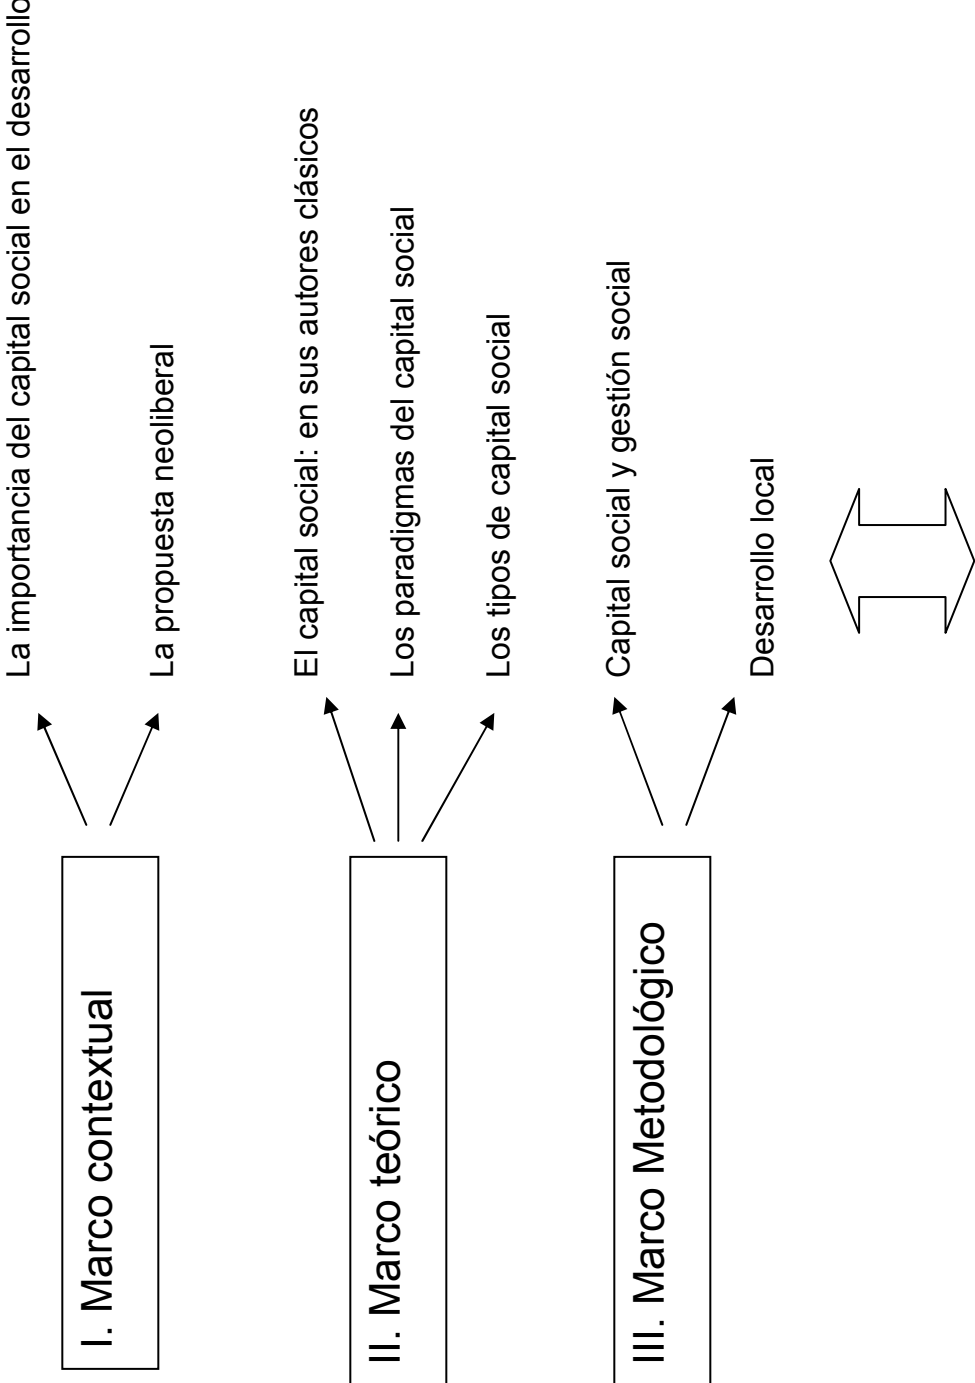 I. Marco contextual
La importancia del capital social en el desarrollo
La propuesta neoliberal
II. Marco teórico
El capital social: en sus autores clásicos
Los paradigmas del capital social
Los tipos de capital social
III. Marco Metodológico
Capital social y gestión social
Desarrollo local